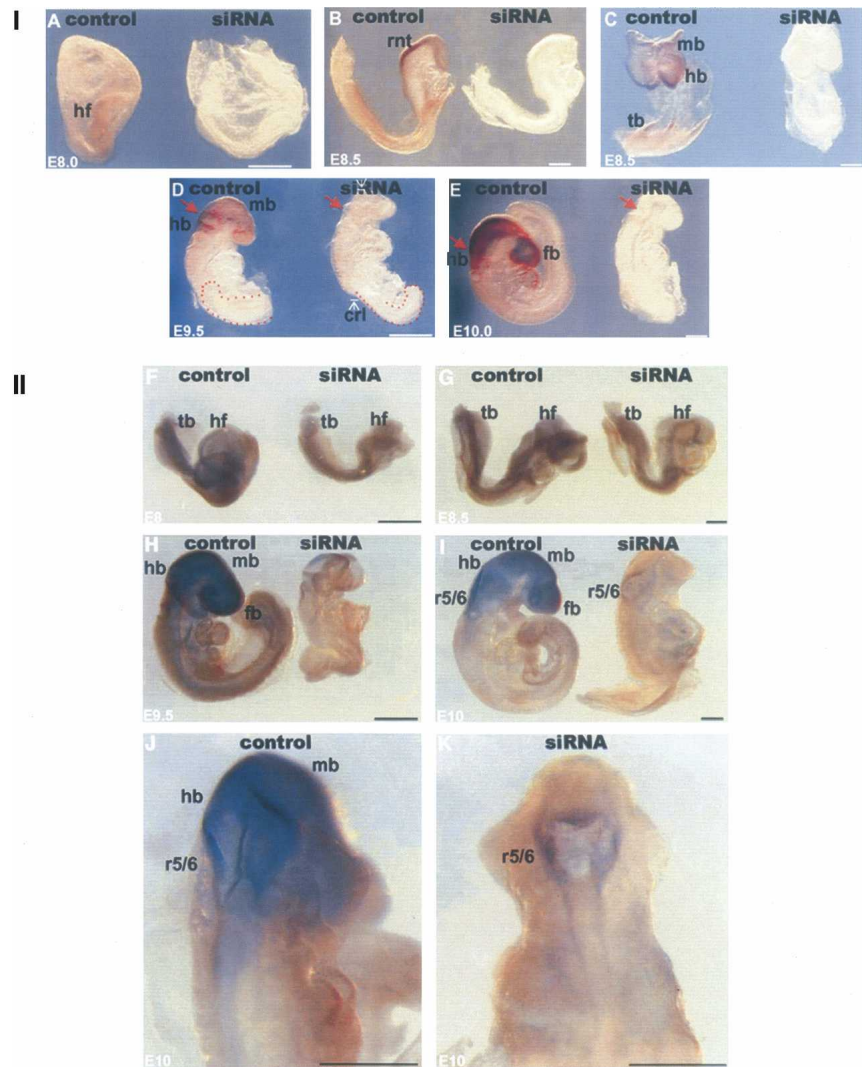 I
A control siRNA
hf
E8.0
B control siRNA
rnt
E8.5
C control siRNA
mb
hb
tb
E8.5
D control siRNA
mb
hb
crl
E9.5
E control siRNA
hb
fb
E10.0
II
F control siRNA
tb hf tb hf
E8
G control siRNA
tb hf tb hf
E8.5
H control siRNA
hb mb
fb
E9.5
I control siRNA
hb mb
r5/6 r5/6
fb
E10
J control
mb
hb
r5/6
E10
K siRNA
r5/6
E10